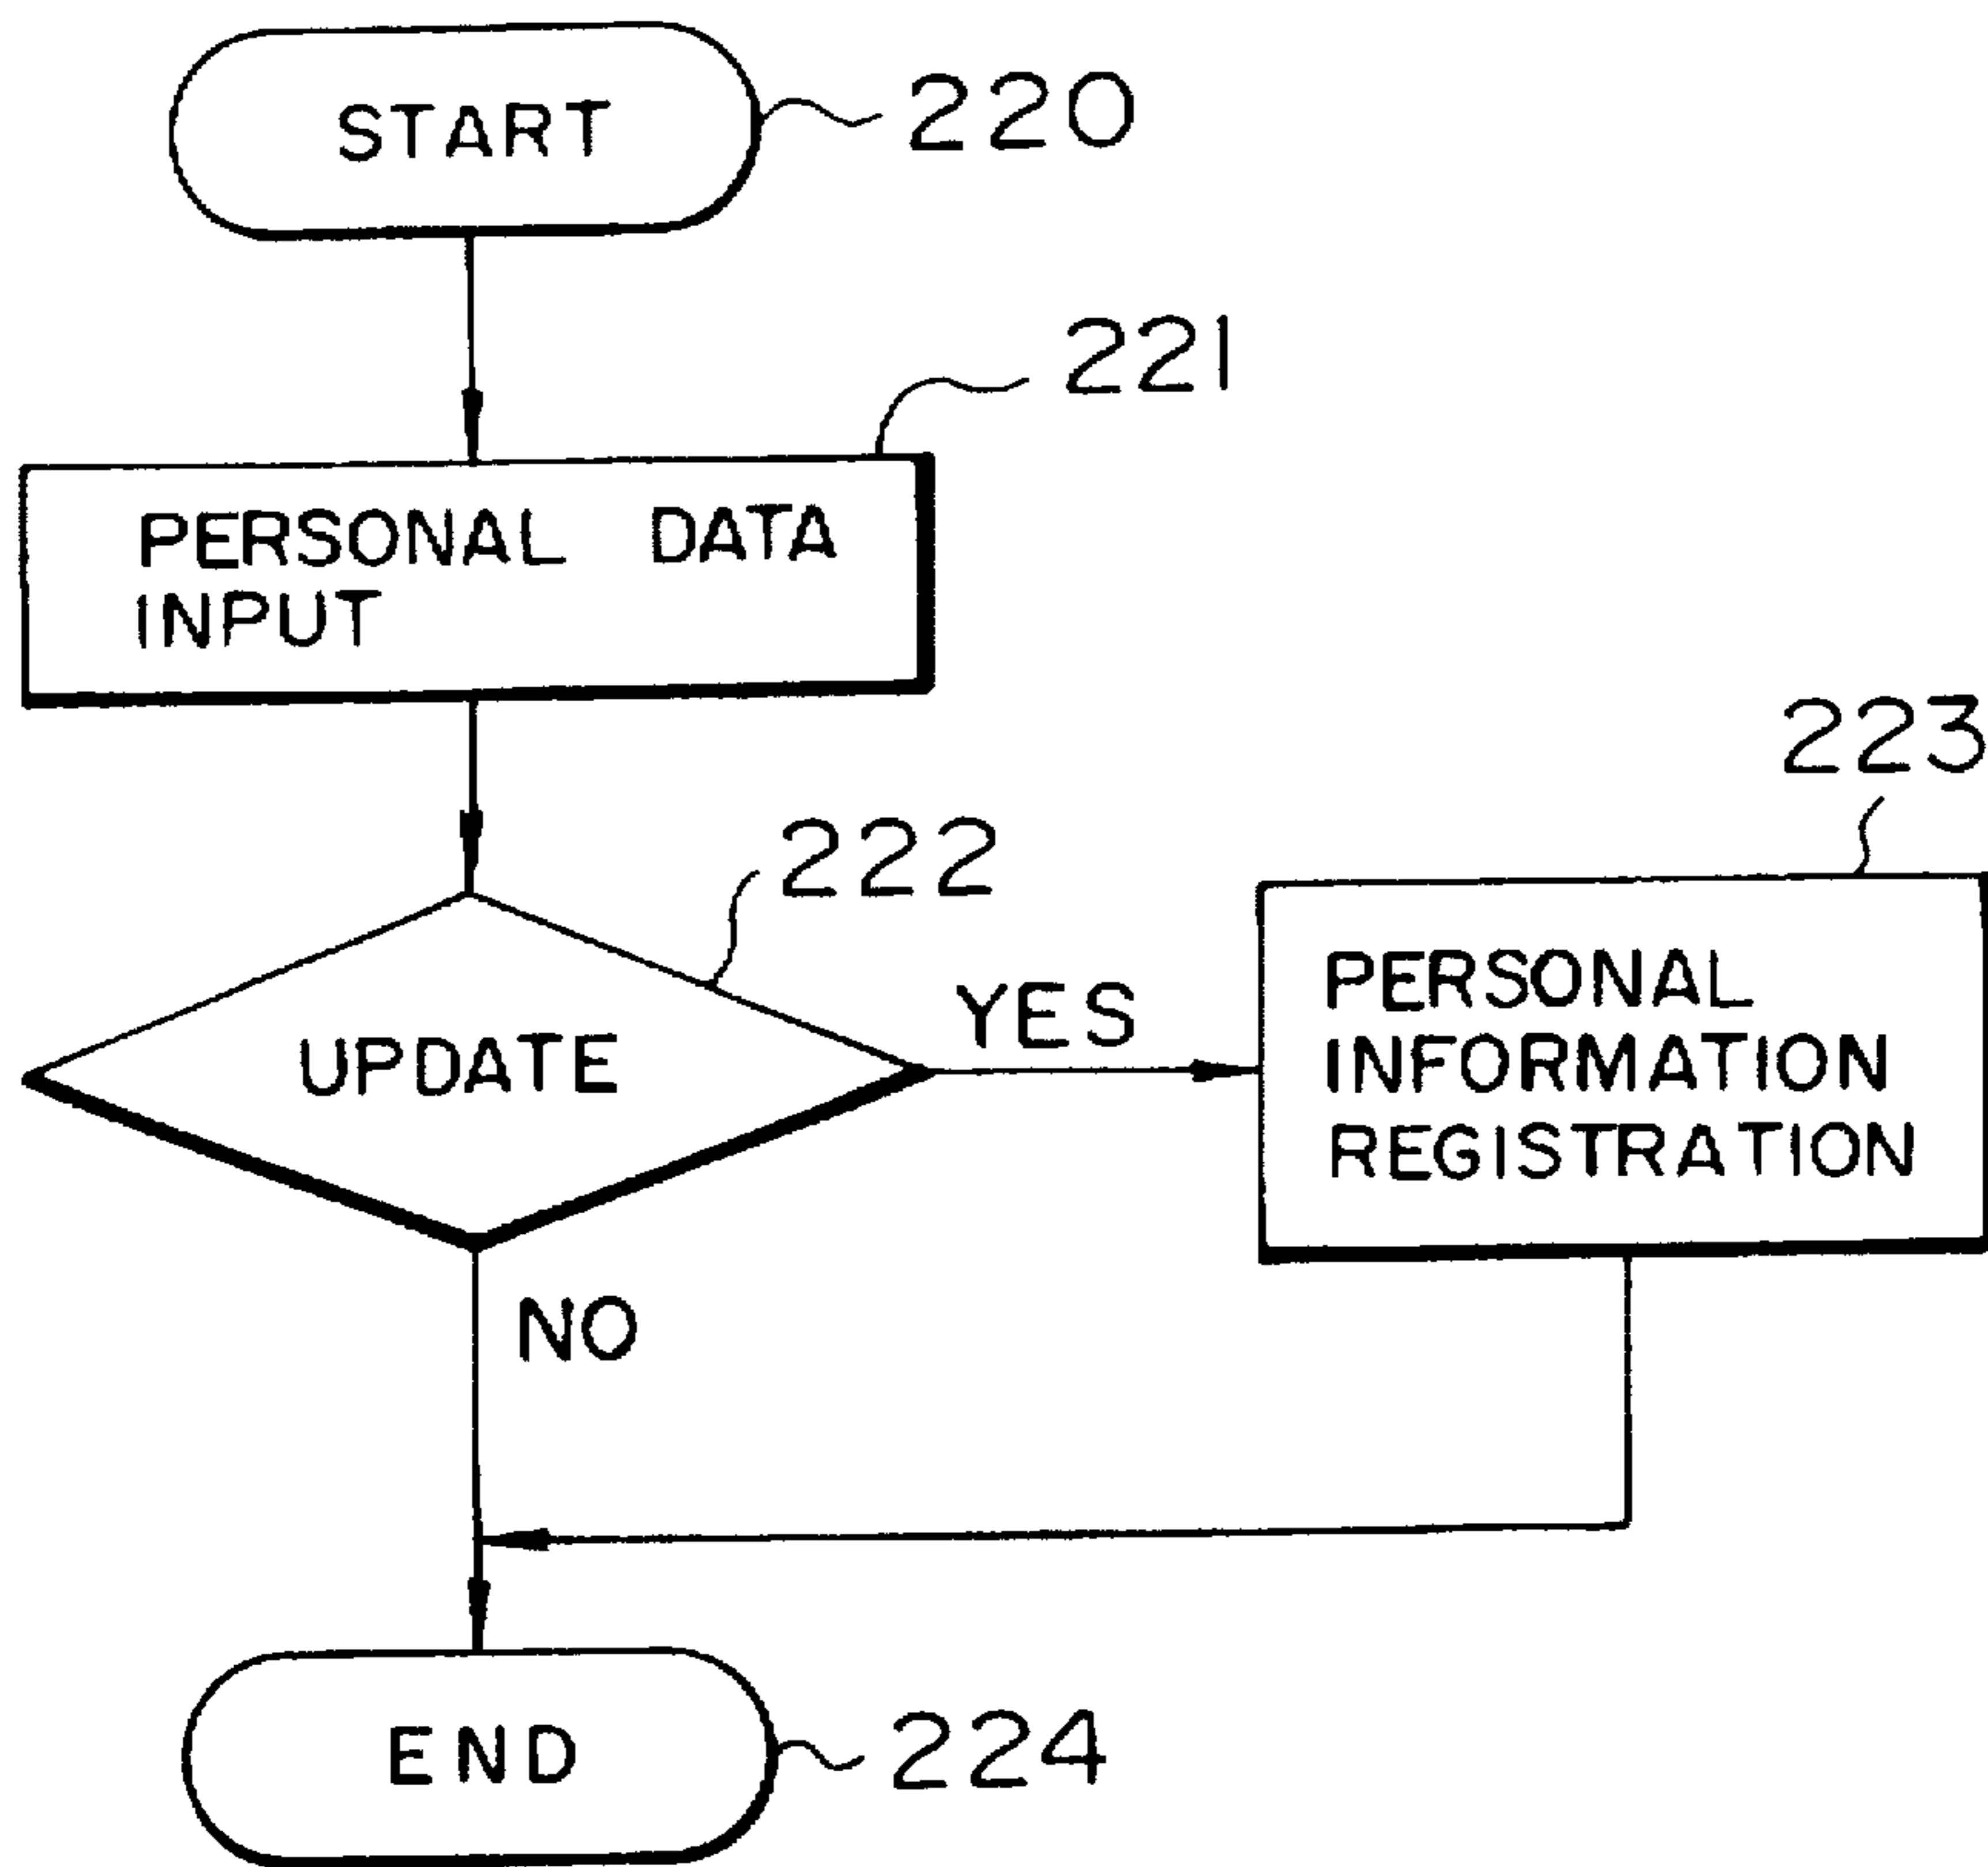 START
220
221
PERSONAL DATA
INPUT
223
222
UPDATE
YES
PERSONAL
INFORMATION
REGISTRATION
NO
END
224